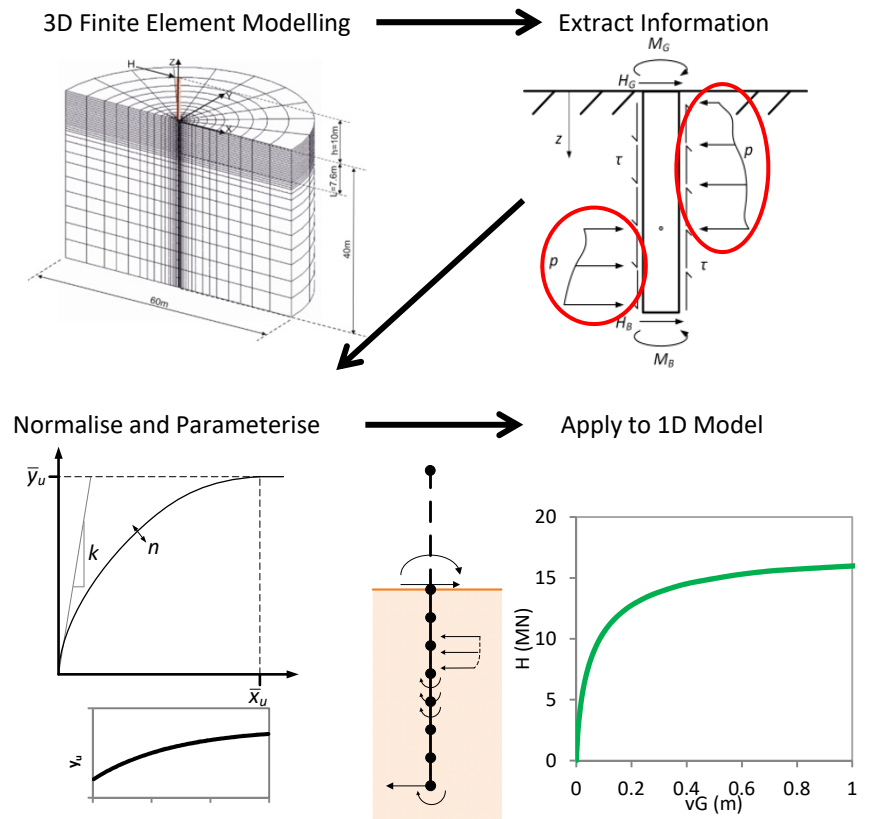 3D Finite Element Modelling
Extract Information
H
Z
Y
X
h=10m
L=7.6m
40m
60m
M_G
H_G
z
τ
p
p
τ
H_B
M_B
Normalise and Parameterise
Apply to 1D Model
y̅_u
k
n
x̅_u
y_u
20
15
10
5
0
H (MN)
0 0.2 0.4 0.6 0.8 1
vG (m)